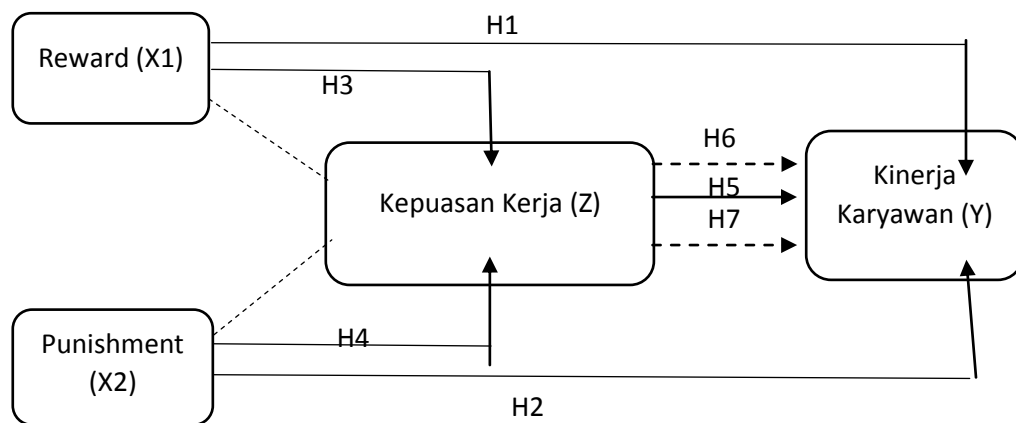 H1
Reward (X1)
H3
H6
Kepuasan Kerja (Z)
H5
Kinerja
Karyawan (Y)
H7
Punishment
(X2)
H4
H2